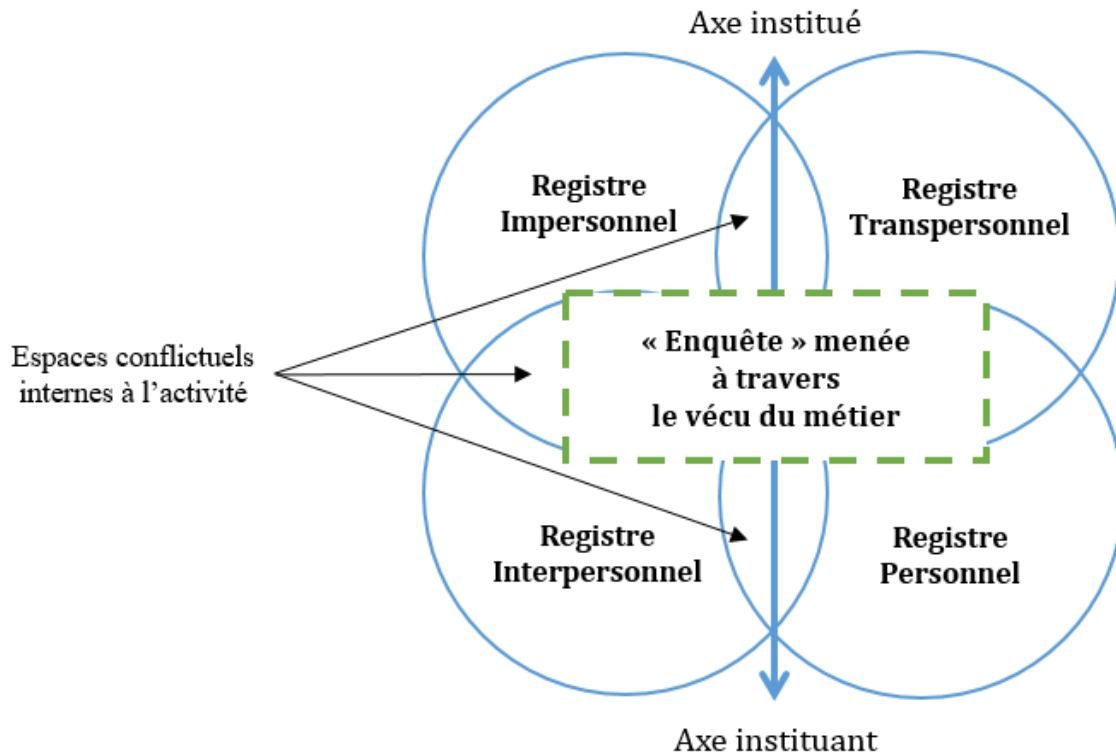 Axe institué
Registre
Impersonnel
Registre
Transpersonnel
Espaces conflictuels
internes à l’activité
« Enquête » menée
à travers
le vécu du métier
Registre
Interpersonnel
Registre
Personnel
Axe instituant